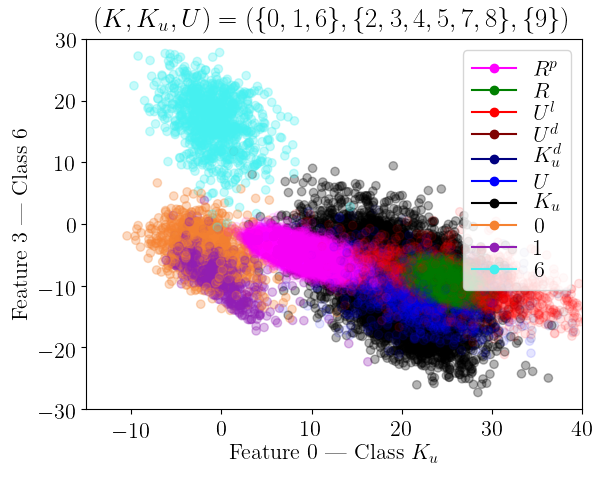 (K, K_u, U) = ({0, 1, 6}, {2, 3, 4, 5, 7, 8}, {9})
30
20
10
0
−10
−20
−30
Feature 3 — Class 6
R^p
R
U^l
U^d
K_u^d
U
K_u
0
1
6
−10 0 10 20 30 40
Feature 0 — Class K_u